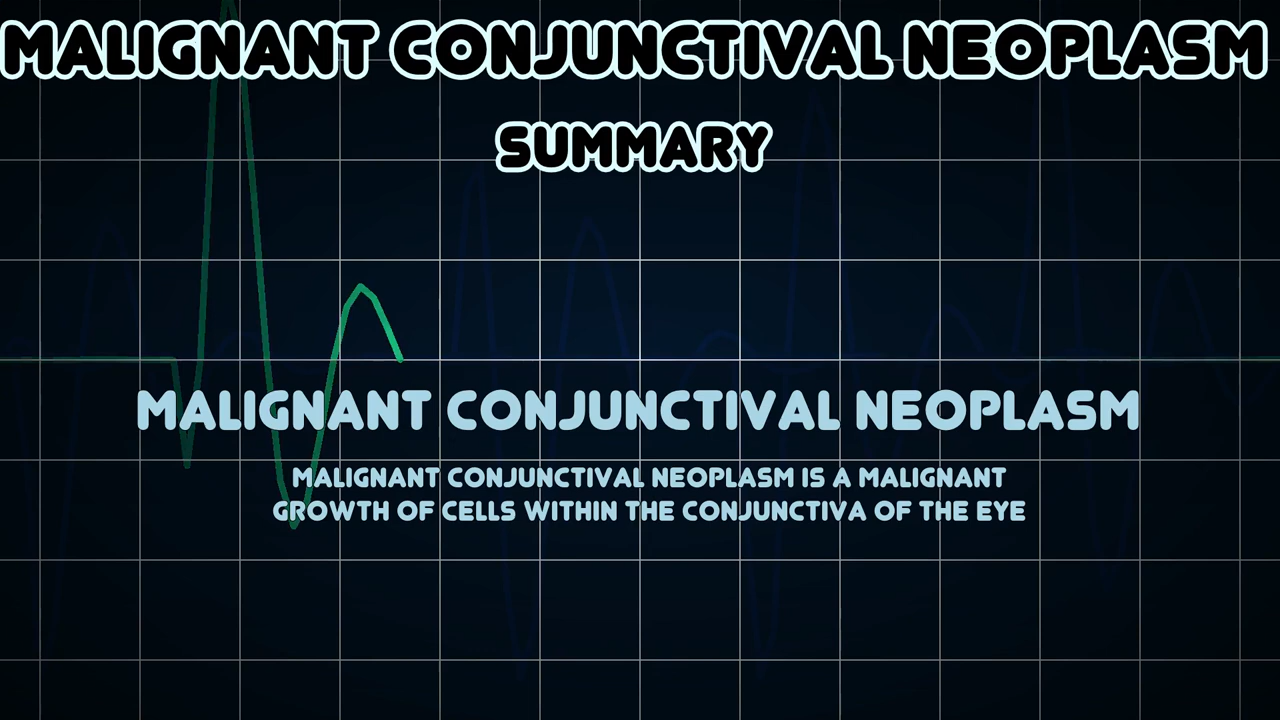 MALIGNANT CONJUNCTIVAL NEOPLASM
SUMMARY
MALIGNANT CONJUNCTIVAL NEOPLASM
MALIGNANT CONJUNCTIVAL NEOPLASM IS A MALIGNANT
GROWTH OF CELLS WITHIN THE CONJUNCTIVA OF THE EYE